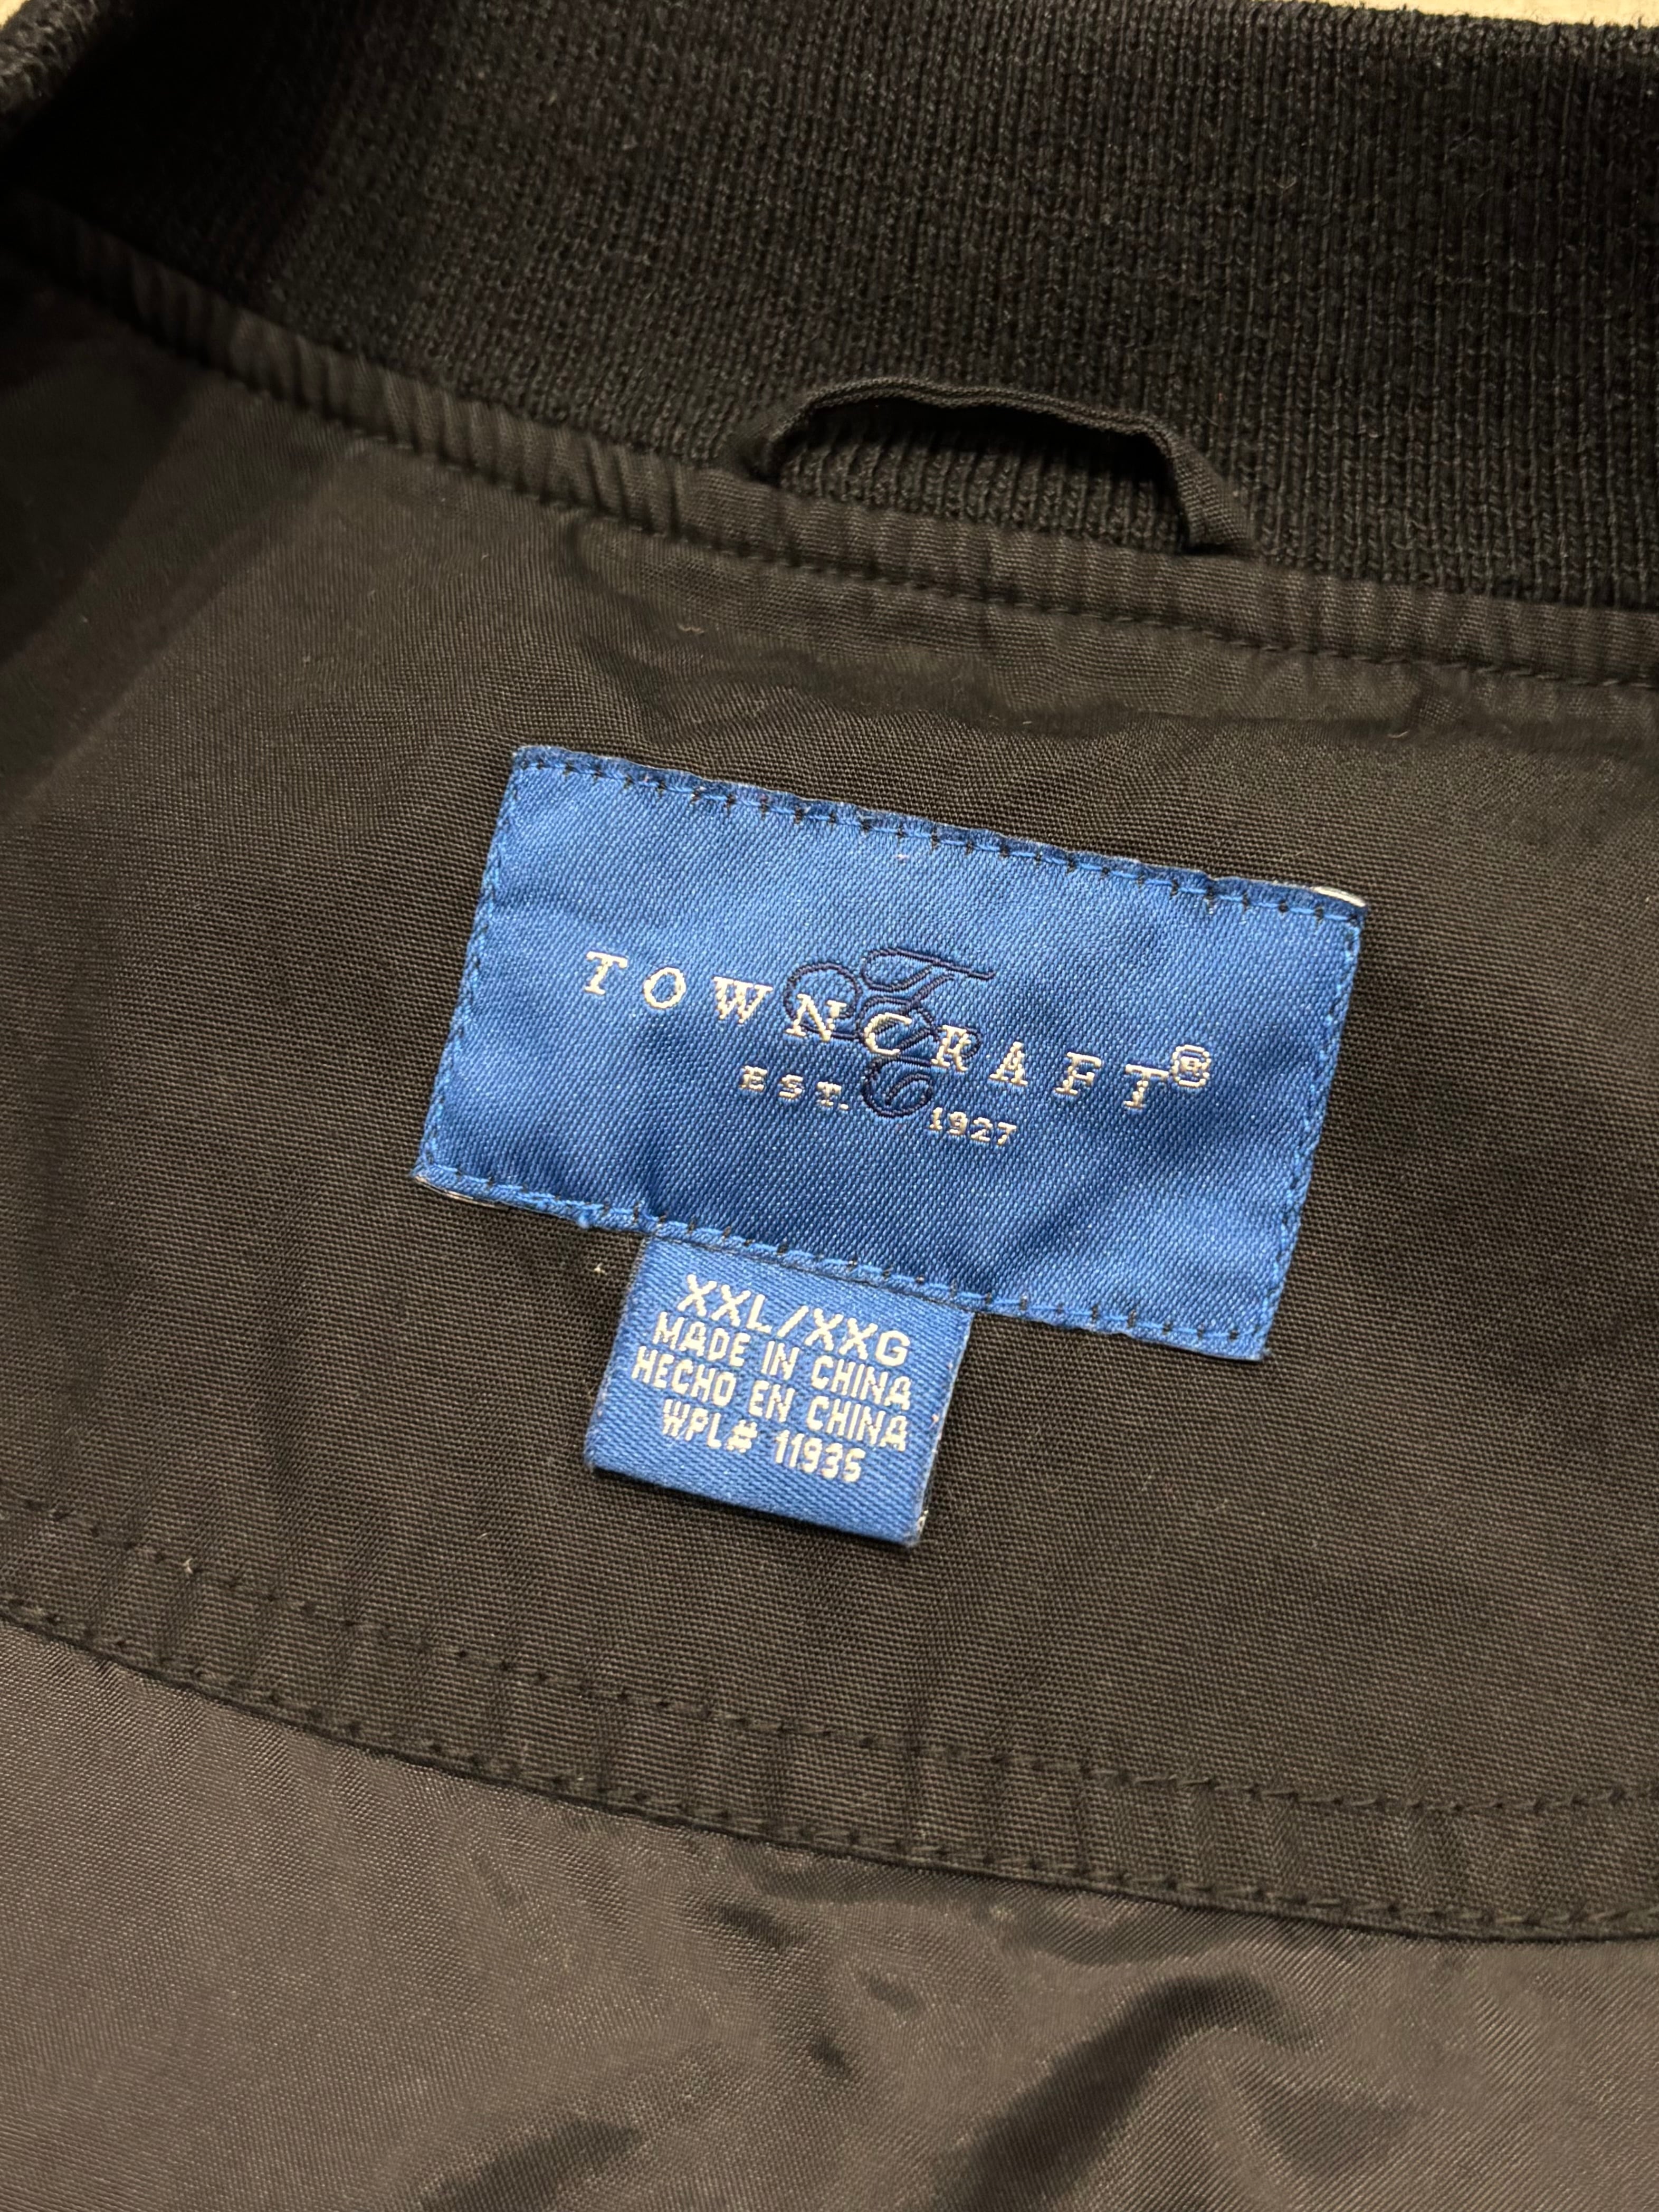 TOWNCRAFT®
EST. 1927
XXL/XXG
MADE IN CHINA
HECHO EN CHINA
WPL# 11935